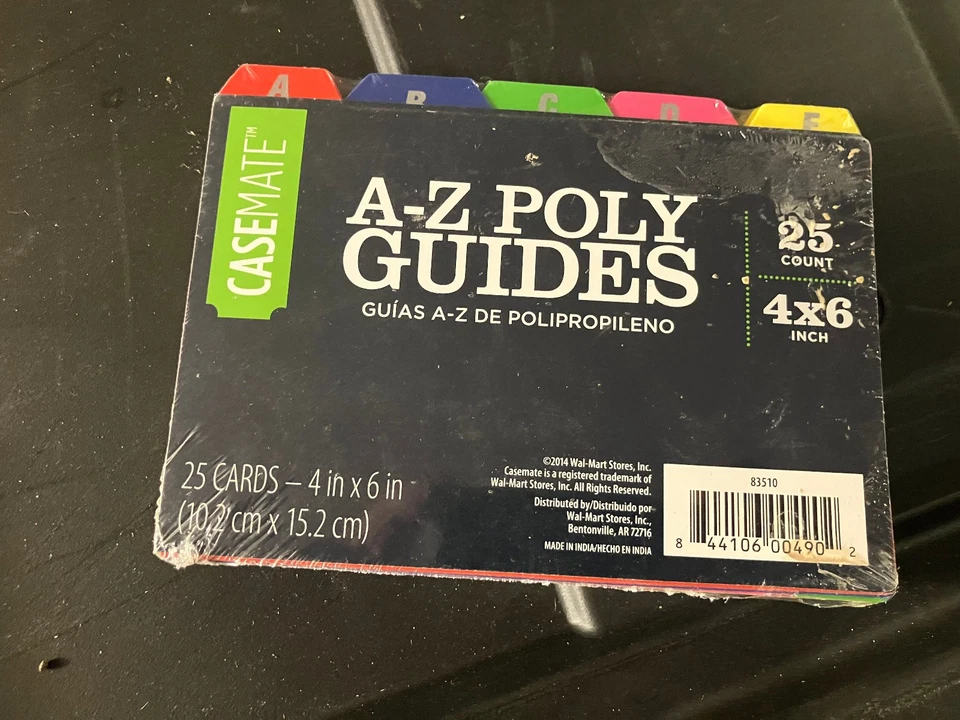 A B C D E
CASEMATE™
A-Z POLY
GUIDES
GUÍAS A-Z DE POLIPROPILENO
25
COUNT
4x6
INCH
25 CARDS – 4 in x 6 in
(10.2 cm x 15.2 cm)
©2014 Wal-Mart Stores, Inc.
Casemate is a registered trademark of
Wal-Mart Stores, Inc. All Rights Reserved.
Distributed by/Distribuido por
Wal-Mart Stores, Inc.,
Bentonville, AR 72716
MADE IN INDIA/HECHO EN INDIA
83510
8 44106 00490 2